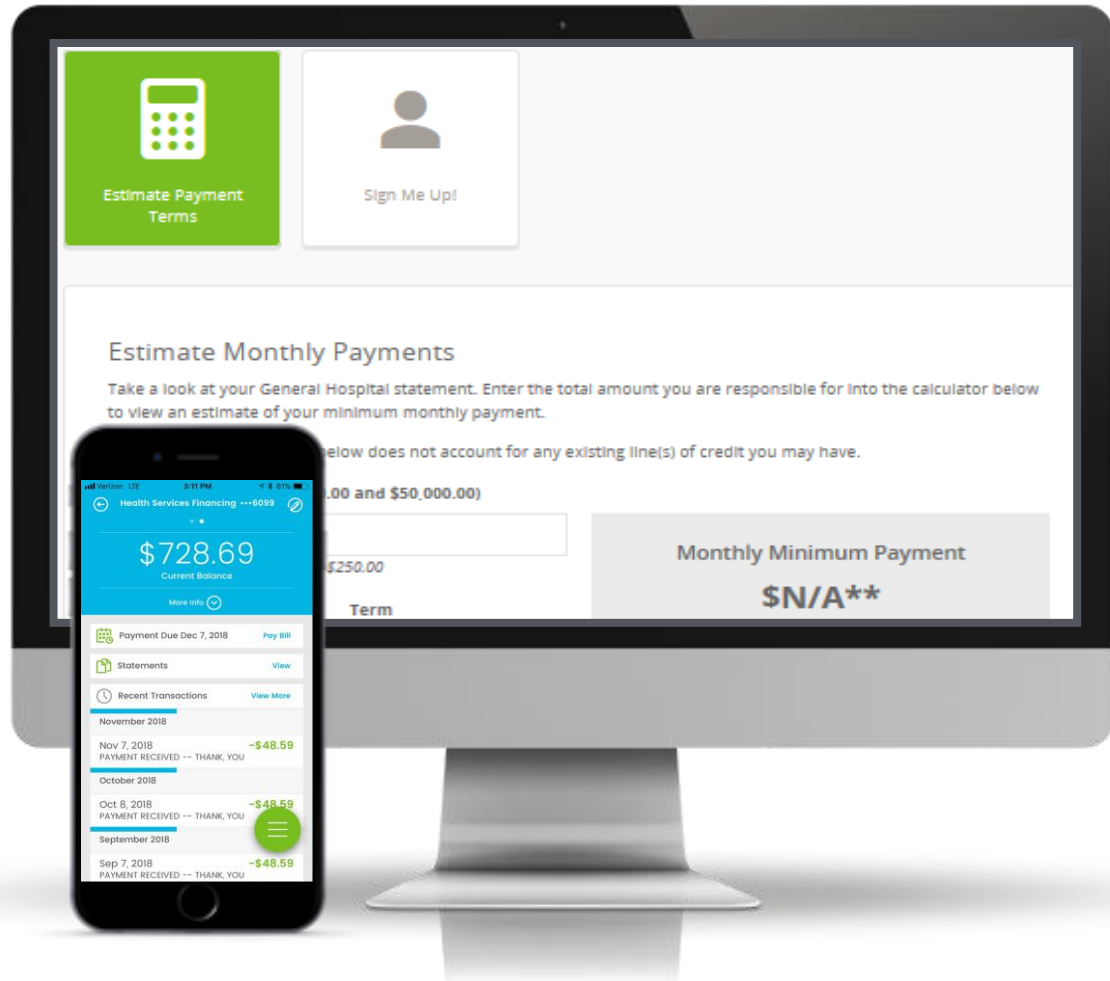 Estimate Payment
Terms
Sign Me Up!
Estimate Monthly Payments
Take a look at your General Hospital statement. Enter the total amount you are responsible for into the calculator below
to view an estimate of your minimum monthly payment.
below does not account for any existing line(s) of credit you may have.
.00 and $50,000.00)
$250.00
Term
Monthly Minimum Payment
$N/A**
Verizon LTE 3:11 PM 61%
Health Services Financing •••6099
$728.69
Current Balance
More Info
Payment Due Dec 7, 2018 Pay Bill
Statements View
Recent Transactions View More
November 2018
Nov 7, 2018 -$48.59
PAYMENT RECEIVED -- THANK, YOU
October 2018
Oct 8, 2018 -$48.59
PAYMENT RECEIVED -- THANK, YOU
September 2018
Sep 7, 2018 -$48.59
PAYMENT RECEIVED -- THANK, YOU